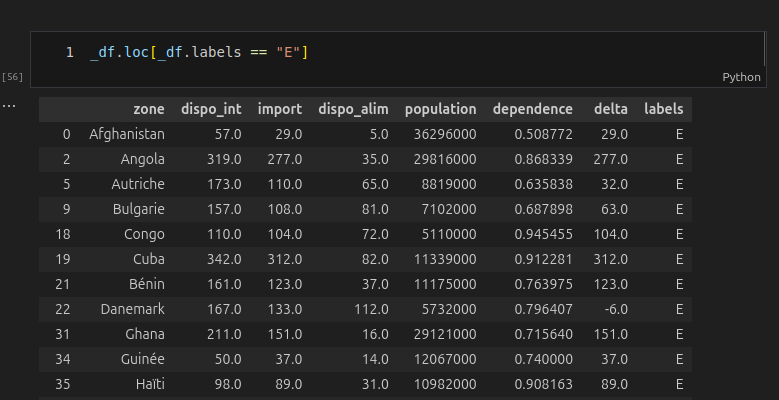 1 _df.loc[_df.labels == "E"]
[56] Python
...
zone dispo_int import dispo_alim population dependence delta labels
0 Afghanistan 57.0 29.0 5.0 36296000 0.508772 29.0 E
2 Angola 319.0 277.0 35.0 29816000 0.868339 277.0 E
5 Autriche 173.0 110.0 65.0 8819000 0.635838 32.0 E
9 Bulgarie 157.0 108.0 81.0 7102000 0.687898 63.0 E
18 Congo 110.0 104.0 72.0 5110000 0.945455 104.0 E
19 Cuba 342.0 312.0 82.0 11339000 0.912281 312.0 E
21 Bénin 161.0 123.0 37.0 11175000 0.763975 123.0 E
22 Danemark 167.0 133.0 112.0 5732000 0.796407 -6.0 E
31 Ghana 211.0 151.0 16.0 29121000 0.715640 151.0 E
34 Guinée 50.0 37.0 14.0 12067000 0.740000 37.0 E
35 Haïti 98.0 89.0 31.0 10982000 0.908163 89.0 E